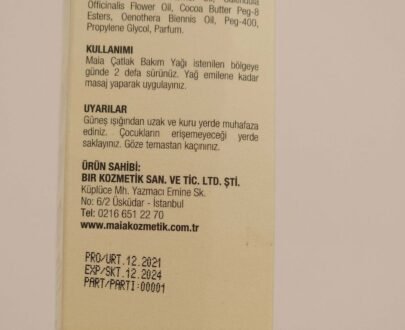 Officinalis Flower Oil, Cocoa Butter Peg-8
Esters, Oenothera Biennis Oil, Peg-400,
Propylene Glycol, Parfum.
KULLANIMI
Maia Çatlak Bakım Yağı istenilen bölgeye
günde 2 defa sürünüz. Yağ emilene kadar
masaj yaparak uygulayınız.
UYARILAR
Güneş ışığından uzak ve kuru yerde muhafaza
ediniz. Çocukların erişemeyeceği yerde
saklayınız. Göze temastan kaçınınız.
ÜRÜN SAHİBİ:
BIR KOZMETİK SAN. VE TİC. LTD. ŞTİ.
Küplüce Mh. Yazmacı Emine Sk.
No: 6/2 Üsküdar - İstanbul
Tel: 0216 651 22 70
www.maiakozmetik.com.tr
PRO/URT.12.2021
EXP/SKT.12.2024
PART/PARTI:00001